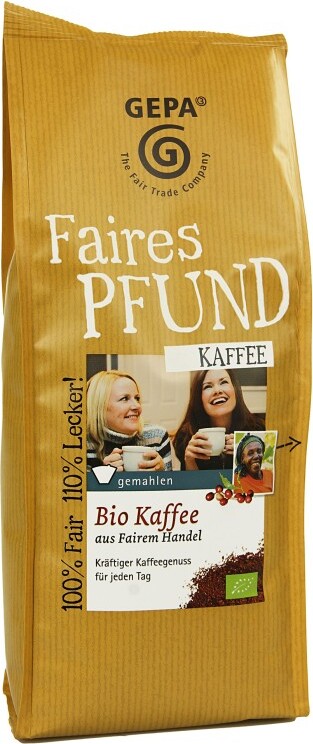 GEPA③
The Fair Trade Company
Faires
PFUND
KAFFEE
100% Fair 110% Lecker!
gemahlen
Bio Kaffee
aus Fairem Handel
Kräftiger Kaffeegenuss
für jeden Tag